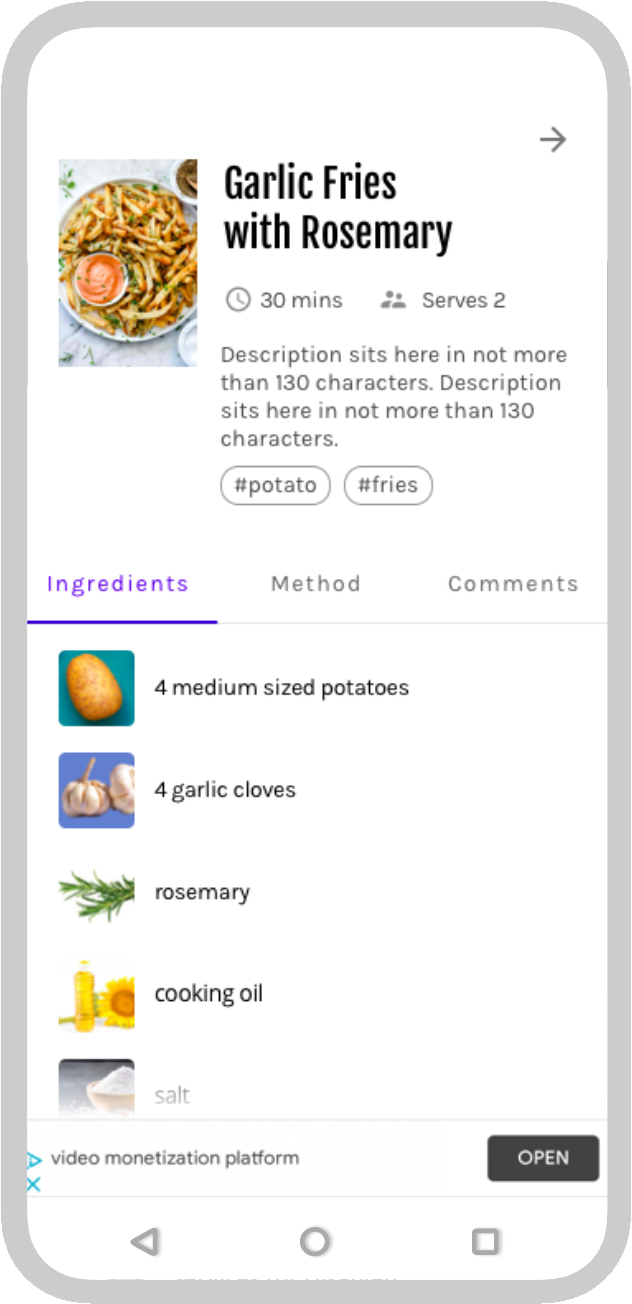 Garlic Fries
with Rosemary
30 mins Serves 2
Description sits here in not more
than 130 characters. Description
sits here in not more than 130
characters.
#potato #fries
Ingredients Method Comments
4 medium sized potatoes
4 garlic cloves
rosemary
cooking oil
salt
video monetization platform OPEN